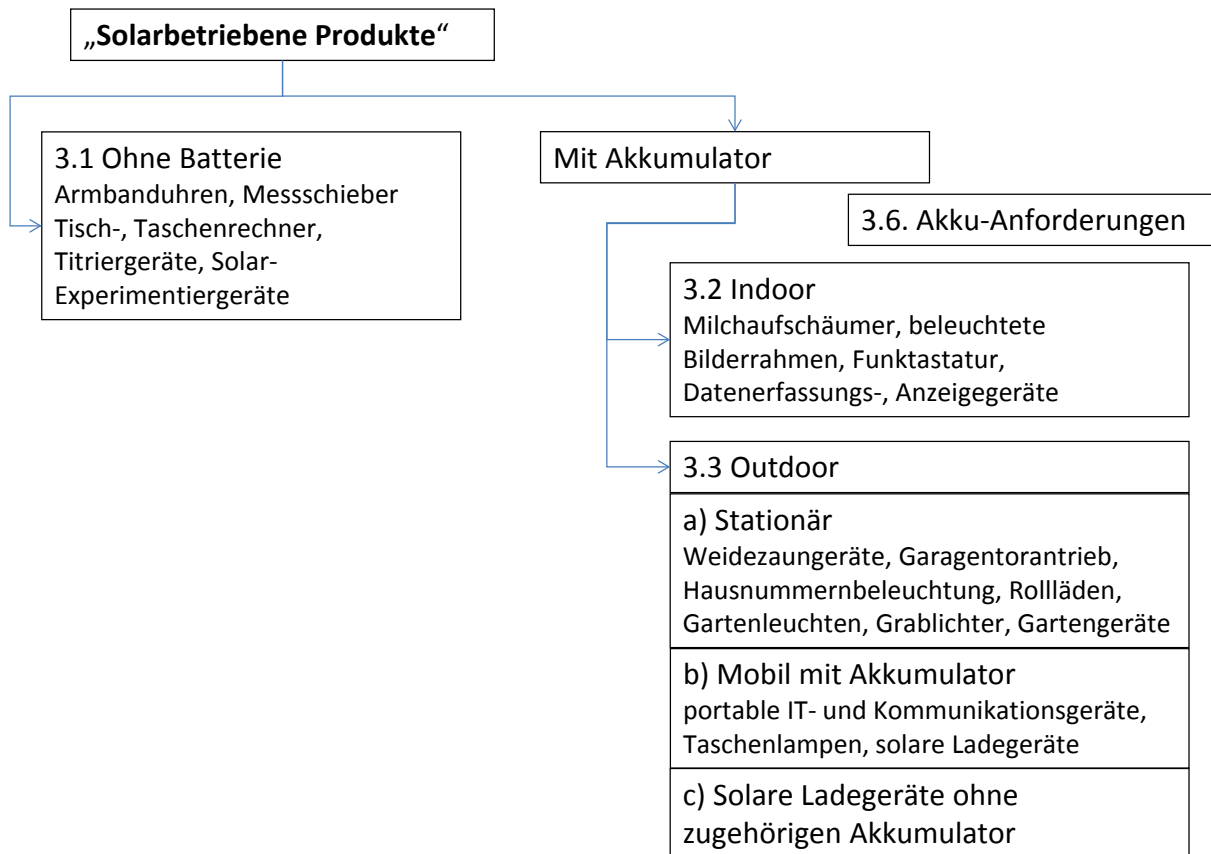 „Solarbetriebene Produkte“
3.1 Ohne Batterie
Armbanduhren, Messschieber
Tisch-, Taschenrechner,
Titriergeräte, Solar-
Experimentiergeräte
Mit Akkumulator
3.6. Akku-Anforderungen
3.2 Indoor
Milchaufschäumer, beleuchtete
Bilderrahmen, Funktastatur,
Datenerfassungs-, Anzeigegeräte
3.3 Outdoor
a) Stationär
Weidezaungeräte, Garagentorantrieb,
Hausnummernbeleuchtung, Rollläden,
Gartenleuchten, Grablichter, Gartengeräte
b) Mobil mit Akkumulator
portable IT- und Kommunikationsgeräte,
Taschenlampen, solare Ladegeräte
c) Solare Ladegeräte ohne
zugehörigen Akkumulator